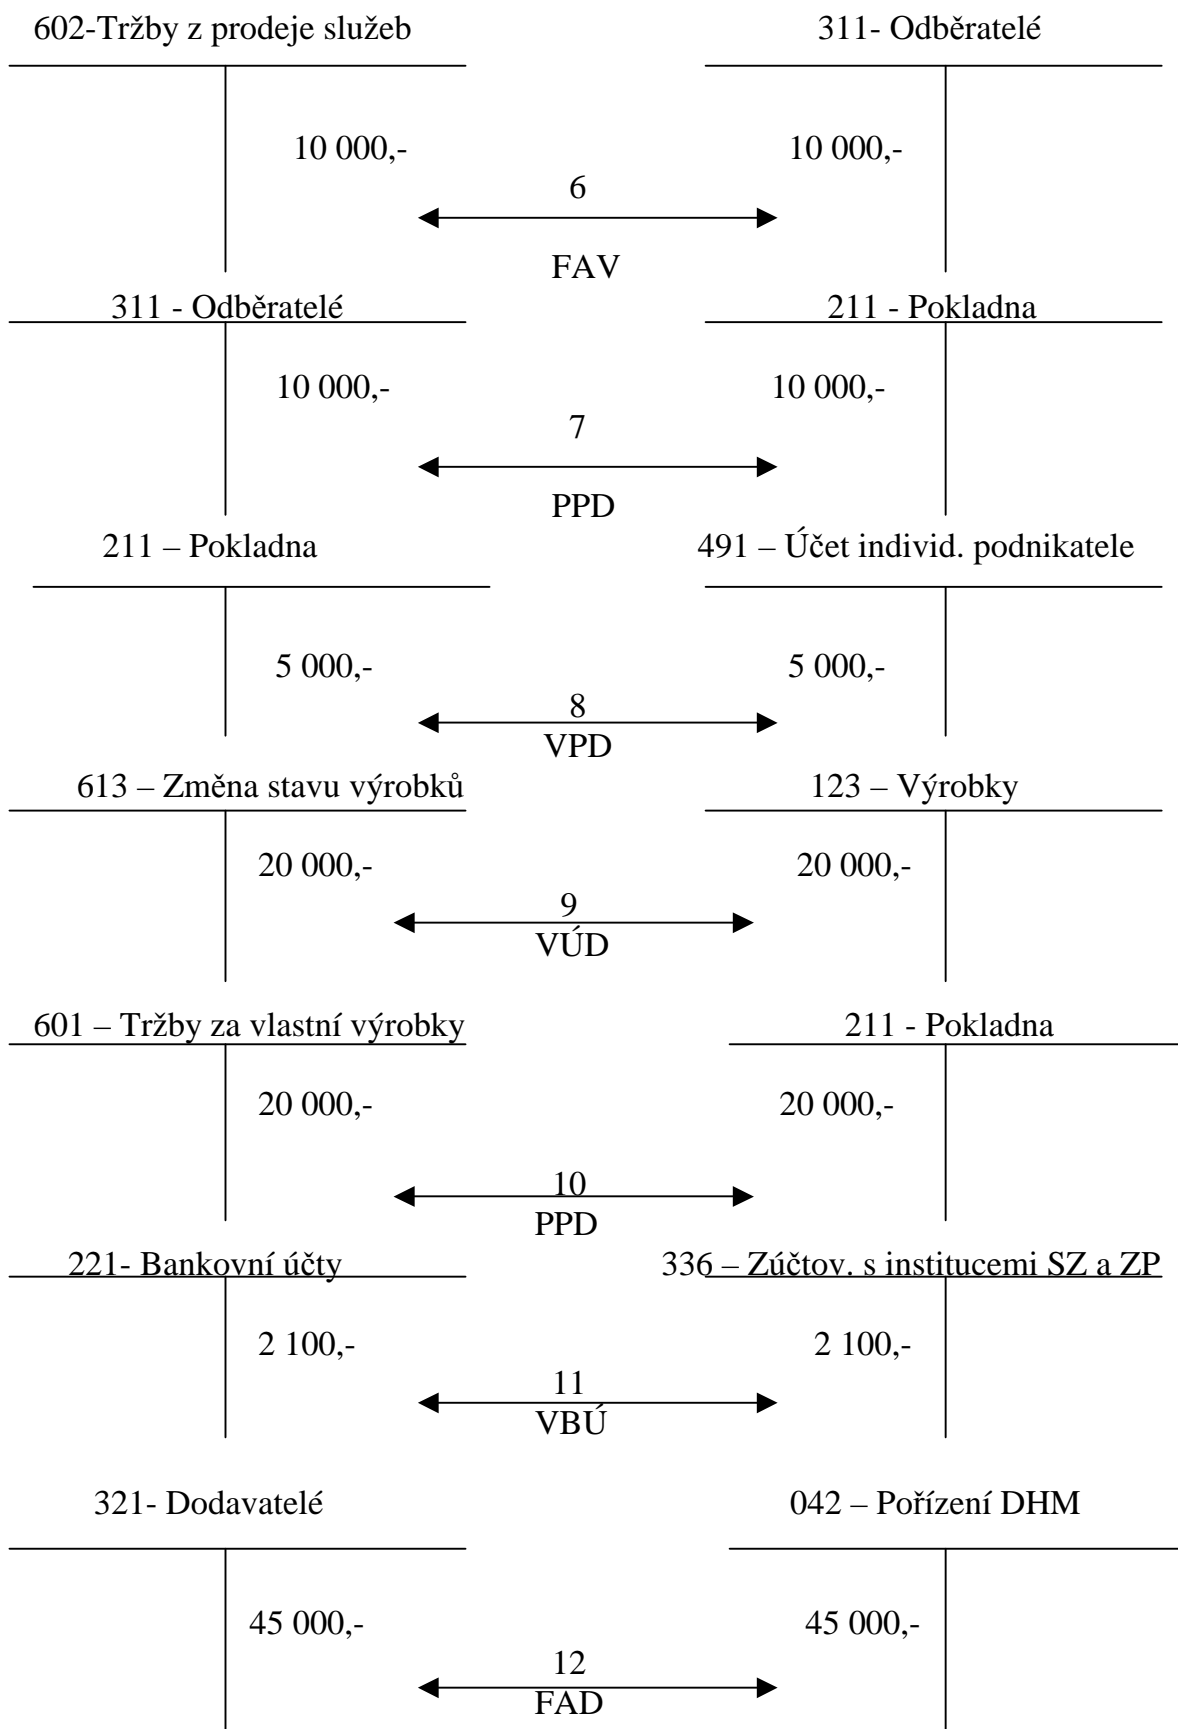 602-Tržby z prodeje služeb 311- Odběratelé
10 000,- 10 000,-
6
FAV
311 - Odběratelé 211 - Pokladna
10 000,- 10 000,-
7
PPD
211 – Pokladna 491 – Účet individ. podnikatele
5 000,- 5 000,-
8
VPD
613 – Změna stavu výrobků 123 – Výrobky
20 000,- 20 000,-
9
VÚD
601 – Tržby za vlastní výrobky 211 - Pokladna
20 000,- 20 000,-
10
PPD
221- Bankovní účty 336 – Zúčtov. s institucemi SZ a ZP
2 100,- 2 100,-
11
VBÚ
321- Dodavatelé 042 – Pořízení DHM
45 000,- 45 000,-
12
FAD